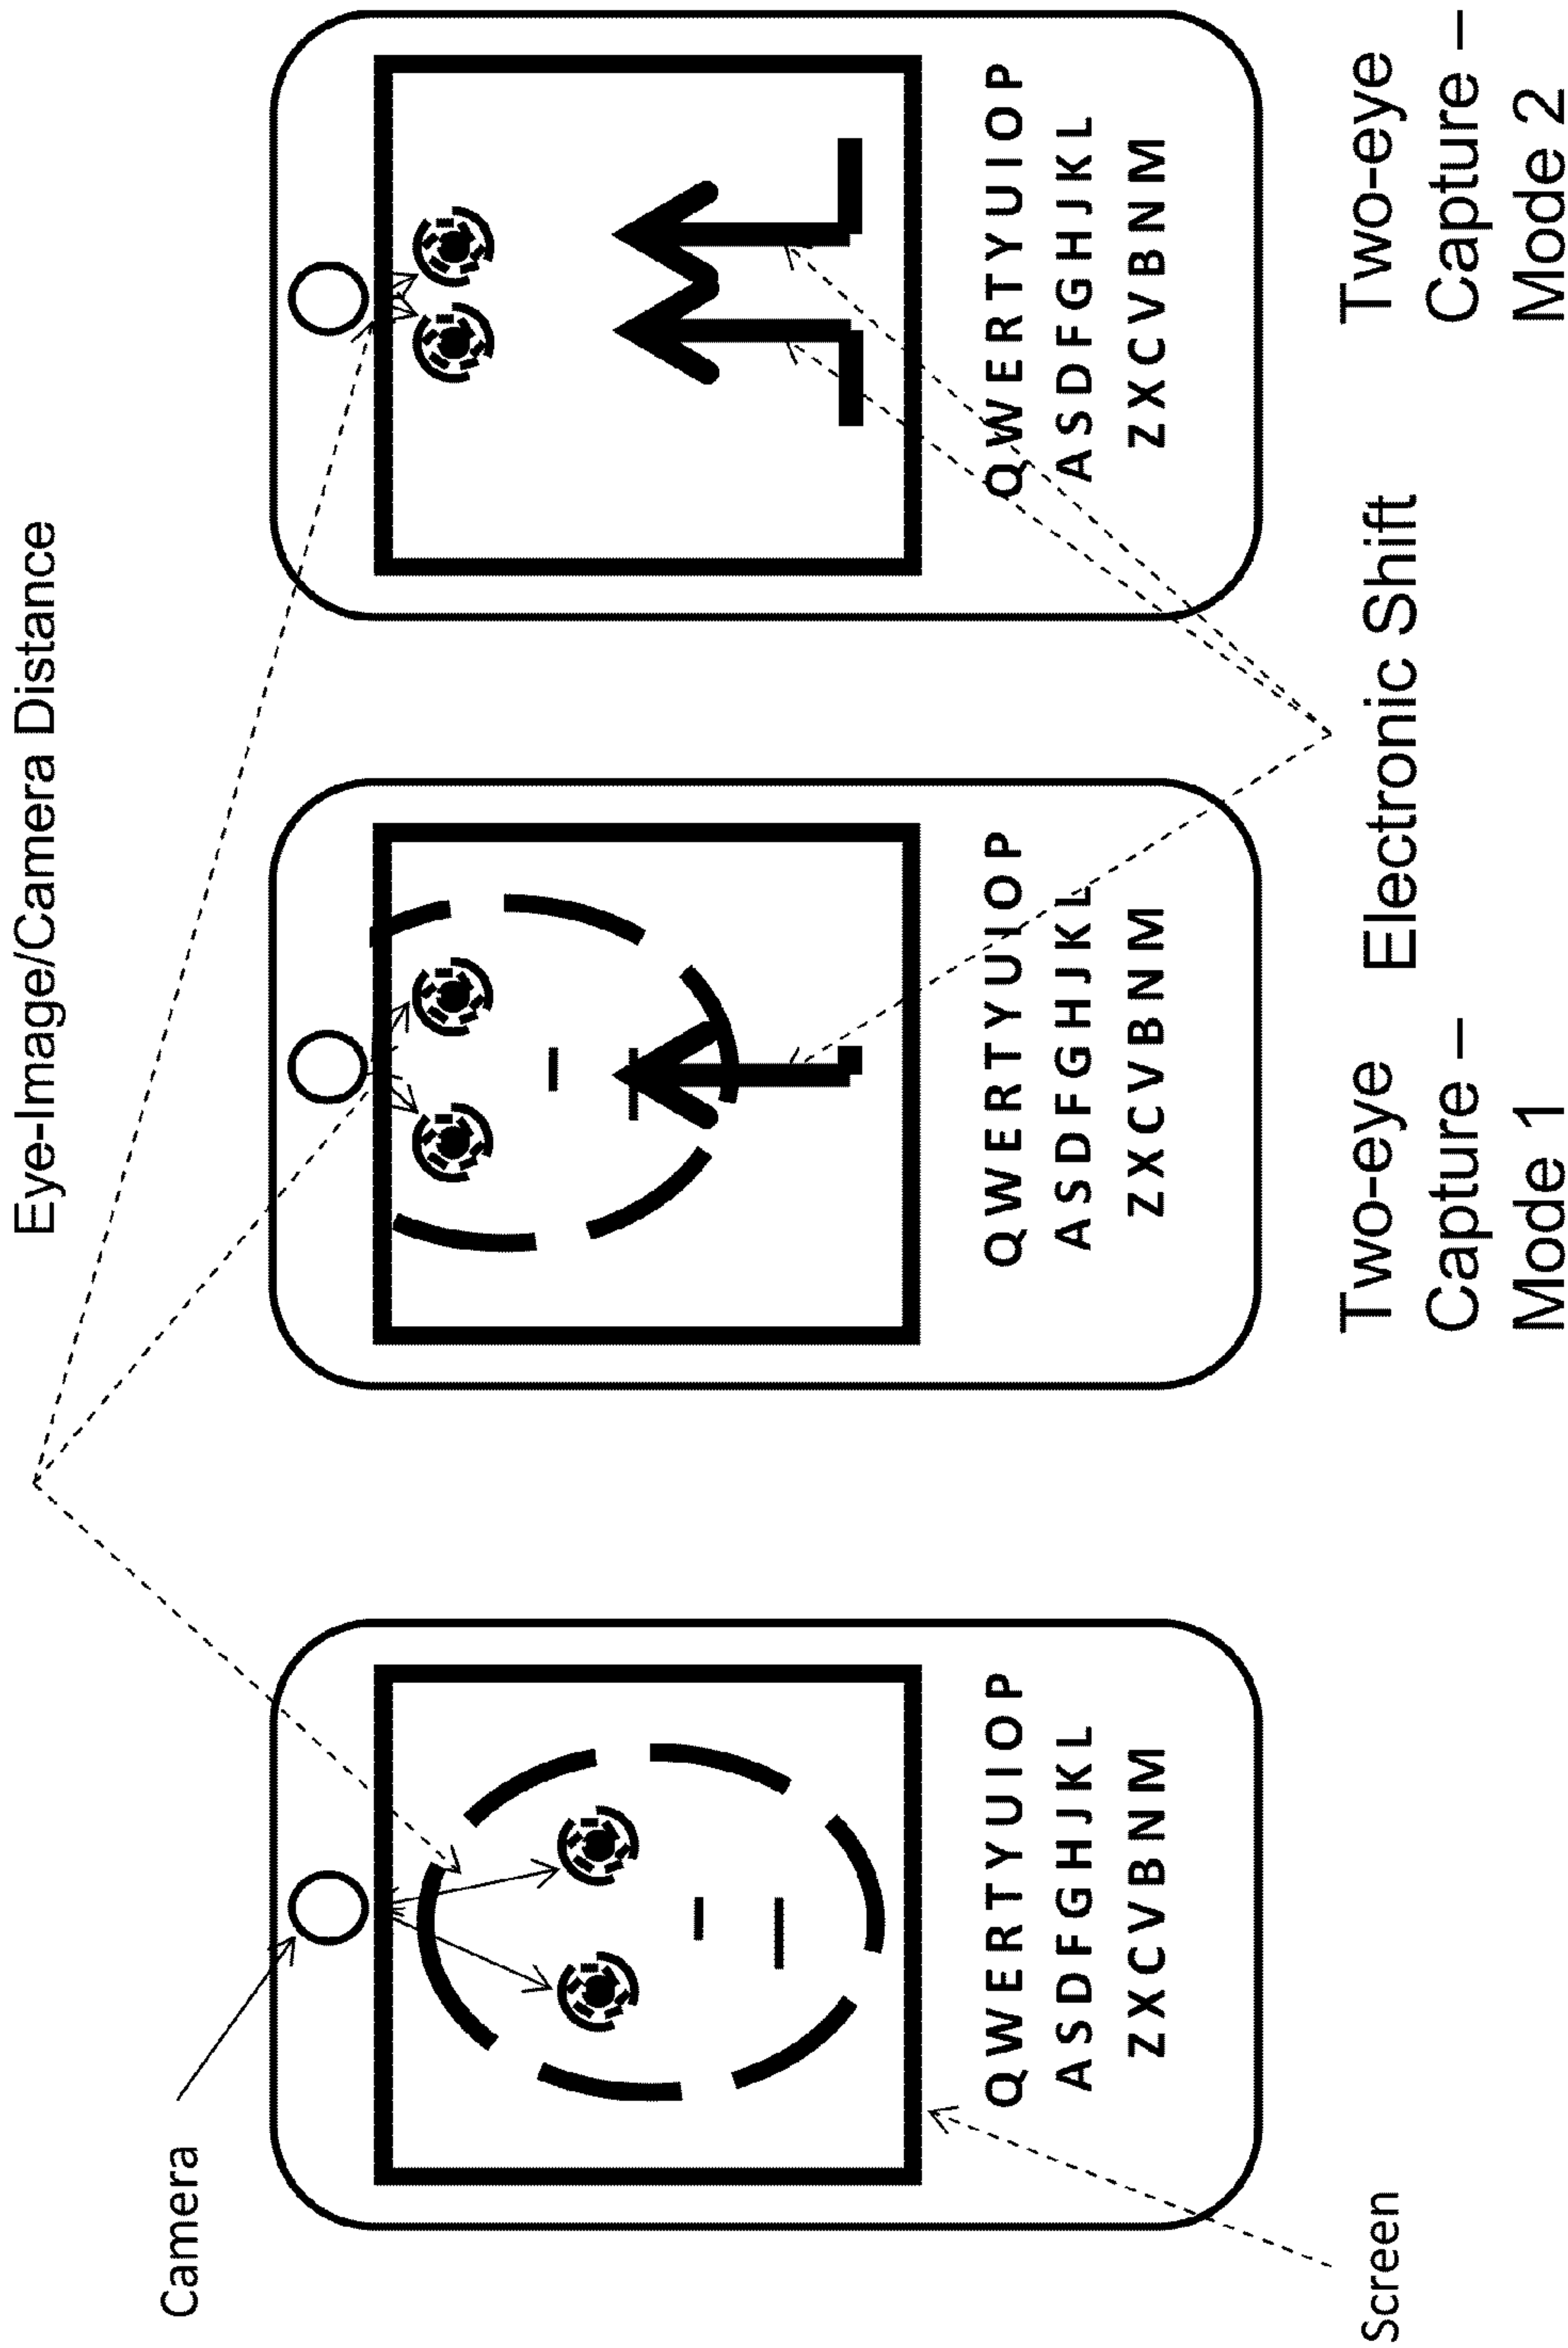 Eye-Image/Camera Distance
Camera
QWERTYUIOP
ASDFGHJKL
ZXCVBNM
QWERTYUIOP
ASDFGHJKL
ZXCVBNM
QWERTYUIOP
ASDFGHJKL
ZXCVBNM
Screen
Electronic Shift
Two-eye
Capture –
Mode 1
Two-eye
Capture –
Mode 2